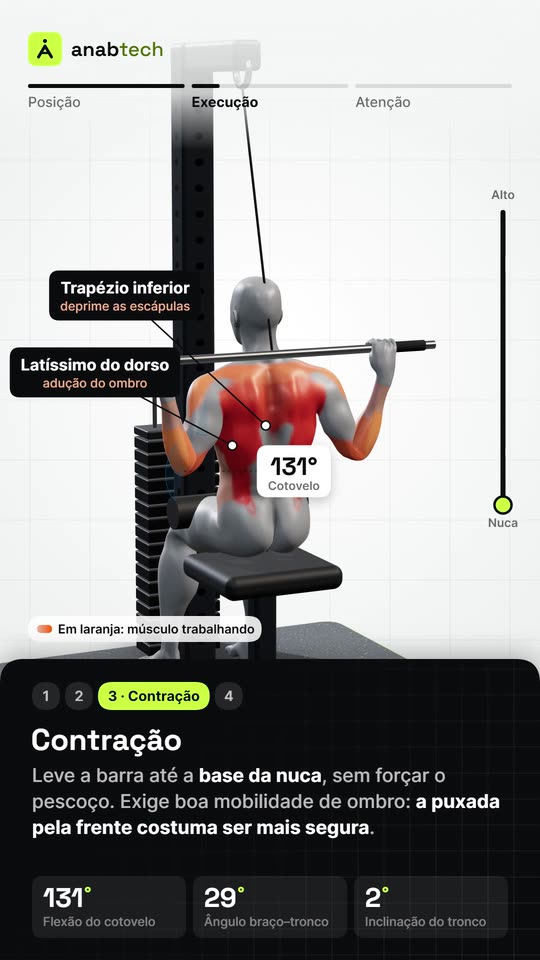 anabtech
Posição
Execução
Atenção
Alto
Trapézio inferior
deprime as escápulas
Latíssimo do dorso
adução do ombro
131°
Cotovelo
Nuca
Em laranja: músculo trabalhando
1
2
3 · Contração
4
Contração
Leve a barra até a base da nuca, sem forçar o
pescoço. Exige boa mobilidade de ombro: a puxada
pela frente costuma ser mais segura.
131°
Flexão do cotovelo
29°
Ângulo braço–tronco
2°
Inclinação do tronco